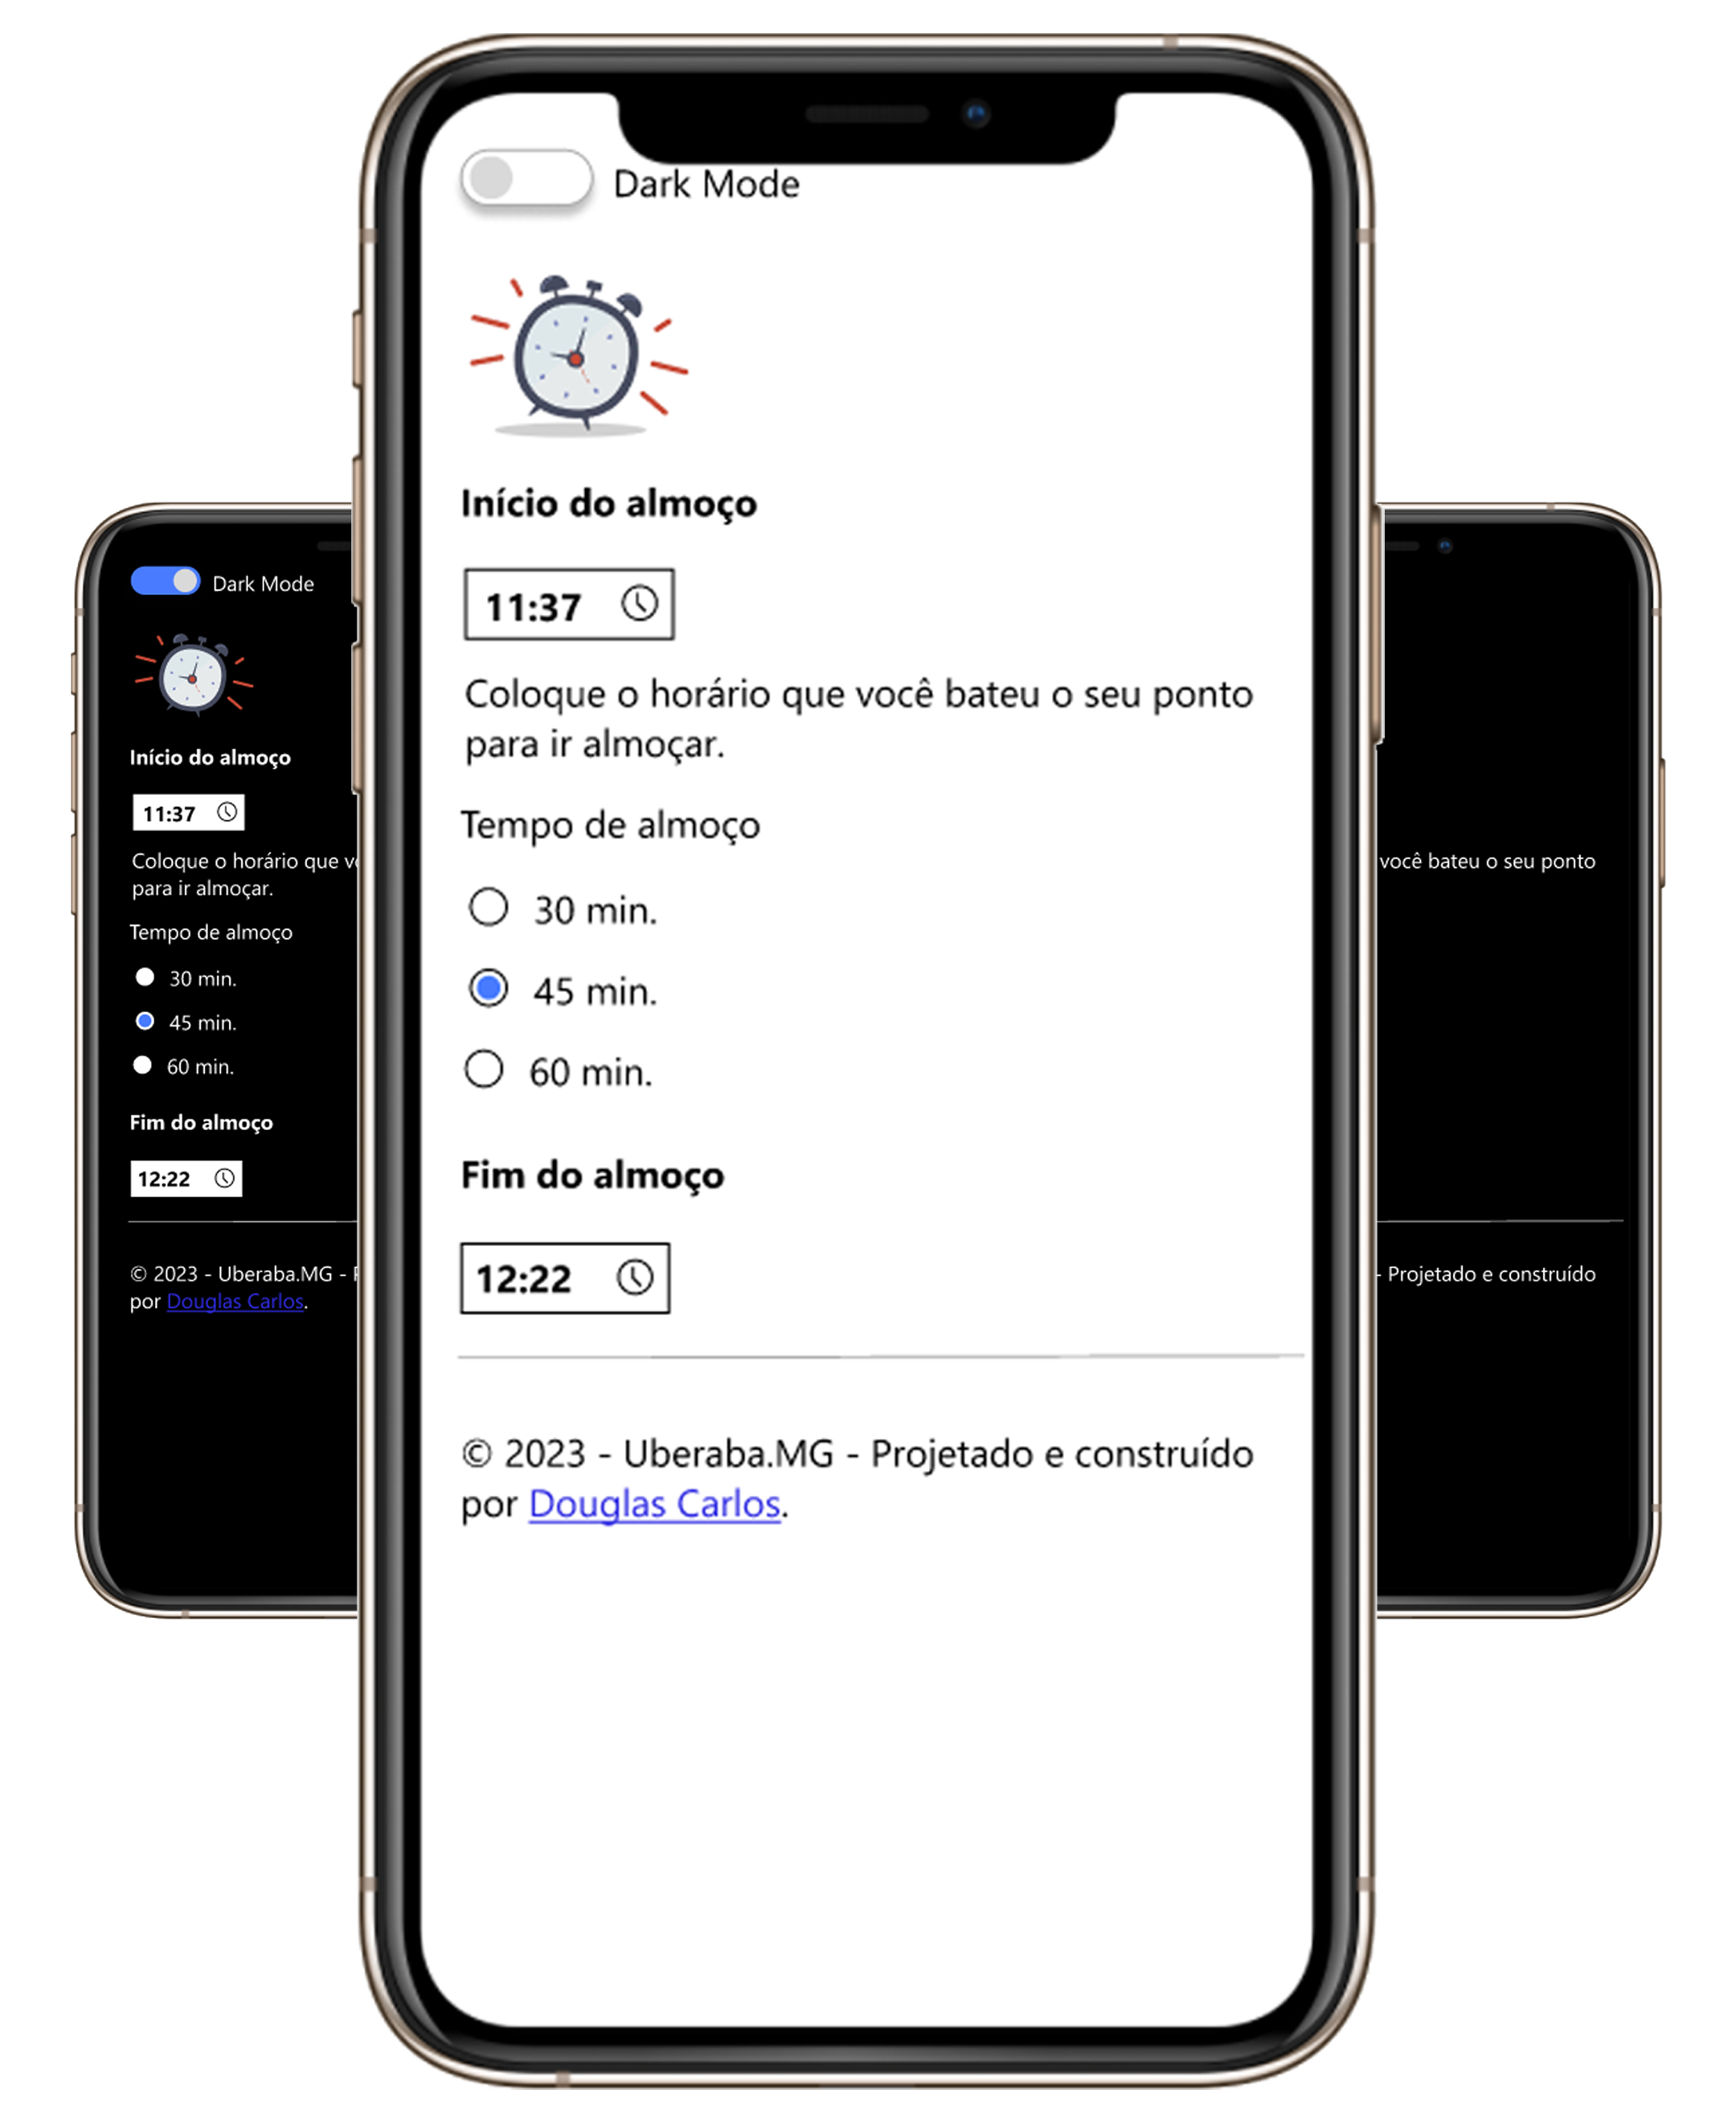 Dark Mode
Início do almoço
11:37
Coloque o horário que você bateu o seu ponto
para ir almoçar.
Tempo de almoço
30 min.
45 min.
60 min.
Fim do almoço
12:22
© 2023 - Uberaba.MG - Projetado e construído
por Douglas Carlos.
Dark Mode
Início do almoço
11:37
Coloque o horário que
para ir almoçar.
Tempo de almoço
30 min.
45 min.
60 min.
Fim do almoço
12:22
© 2023 - Uberaba.MG -
por Douglas Carlos.
você bateu o seu ponto
- Projetado e construído